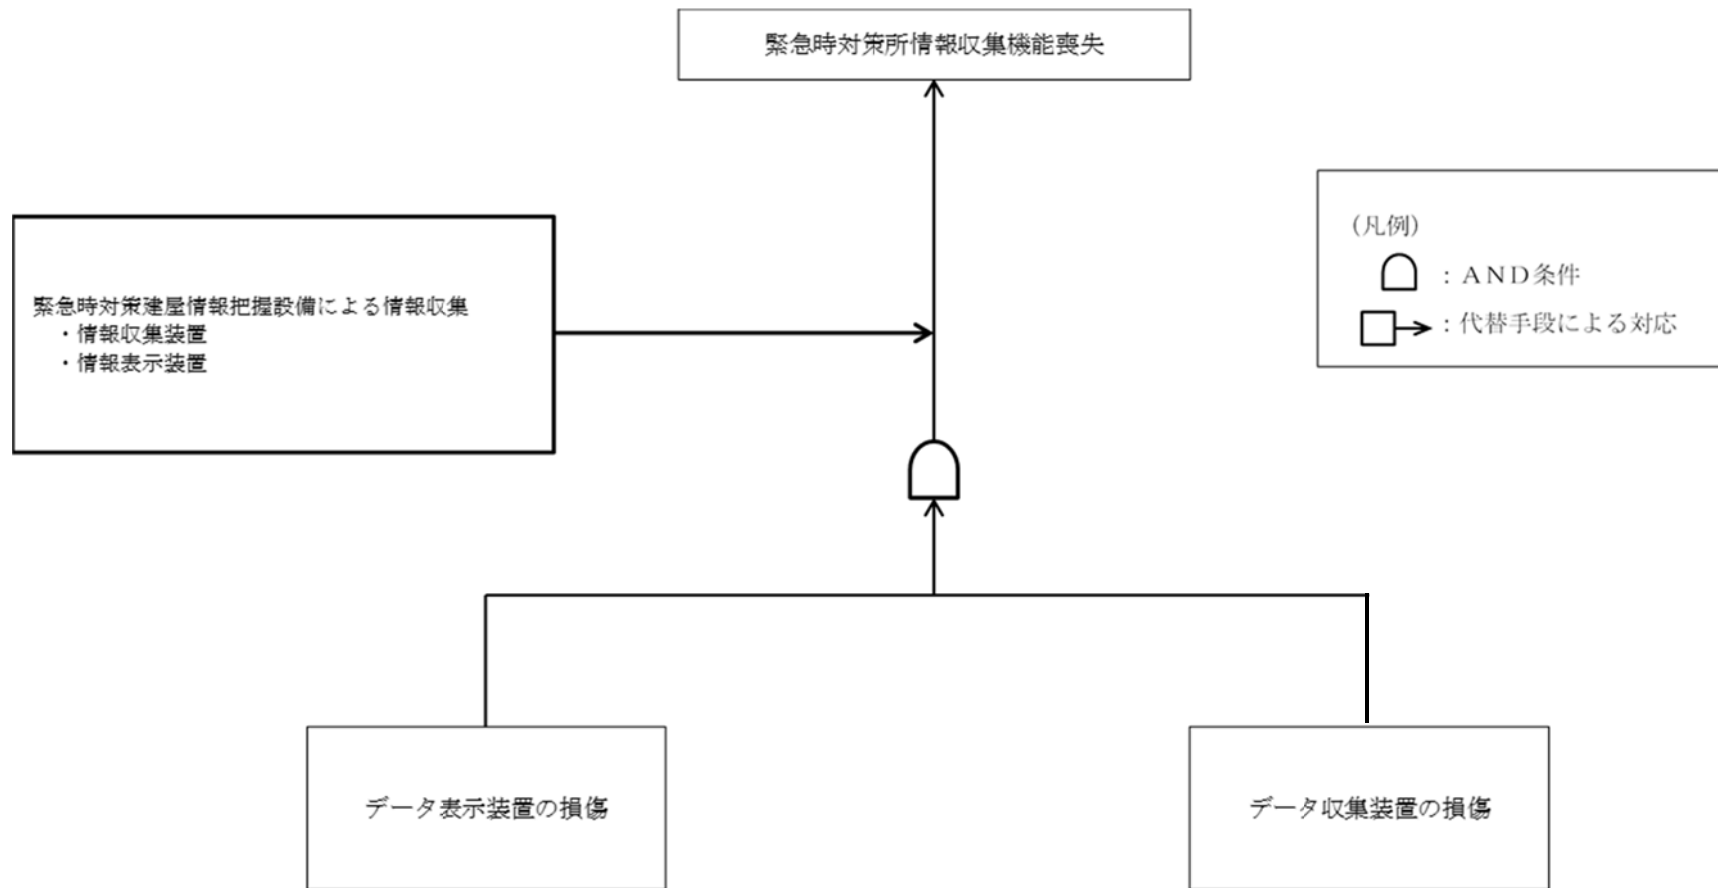 緊急時対策所情報収集機能喪失
緊急時対策建屋情報把握設備による情報収集
・情報収集装置
・情報表示装置
(凡例)
：ＡＮＤ条件
：代替手段による対応
データ表示装置の損傷
データ収集装置の損傷